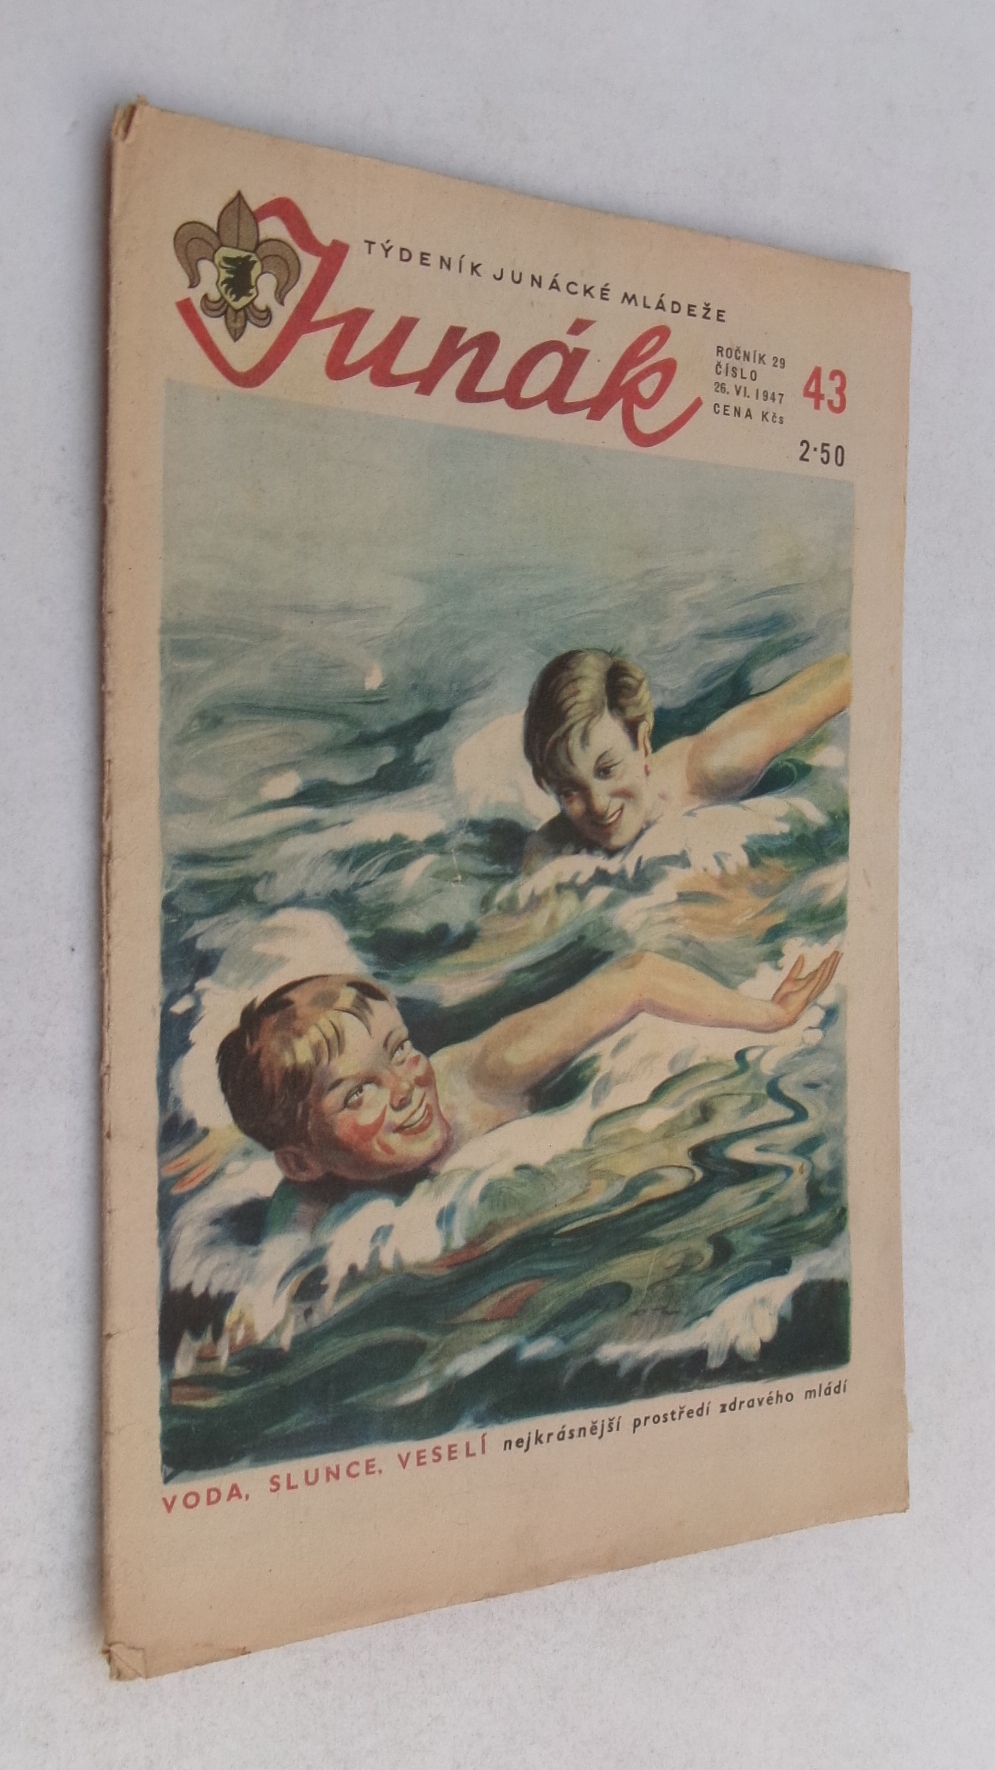 TÝDENÍK JUNÁCKÉ MLÁDEŽE
Junák
ROČNÍK 29
ČÍSLO 43
26. VI. 1947
CENA Kčs
2·50
VODA, SLUNCE, VESELÍ nejkrásnější prostředí zdravého mládí